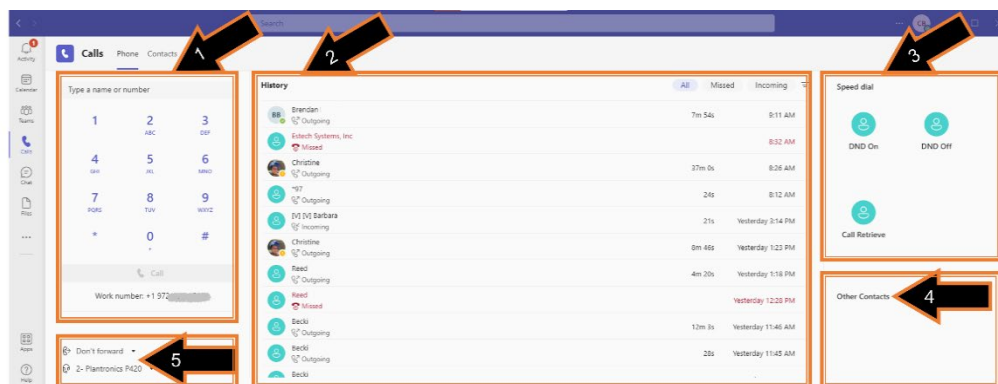 Search
CB
Activity
Calendar
Teams
Calls
Chat
Files
Apps
Help
Calls Phone Contacts
1
2
3
4
5
Type a name or number
1 2 3
ABC DEF
4 5 6
GHI JKL MNO
7 8 9
PQRS TUV WXYZ
* 0 #
+
Call
Work number: +1 972
Don't forward
2- Plantronics P420
History All Missed Incoming
BB Brendan 7m 54s 9:11 AM
Outgoing
Estech Systems, Inc 8:32 AM
Missed
Christine 37m 0s 8:26 AM
Outgoing
*97 24s 8:12 AM
Outgoing
[V] [V] Barbara 21s Yesterday 3:14 PM
Incoming
Christine 8m 46s Yesterday 1:23 PM
Outgoing
Reed 4m 20s Yesterday 1:18 PM
Outgoing
Reed Yesterday 12:28 PM
Missed
Becki 12m 3s Yesterday 11:46 AM
Outgoing
Becki 28s Yesterday 11:45 AM
Outgoing
Becki
Speed dial
DND On DND Off
Call Retrieve
Other Contacts